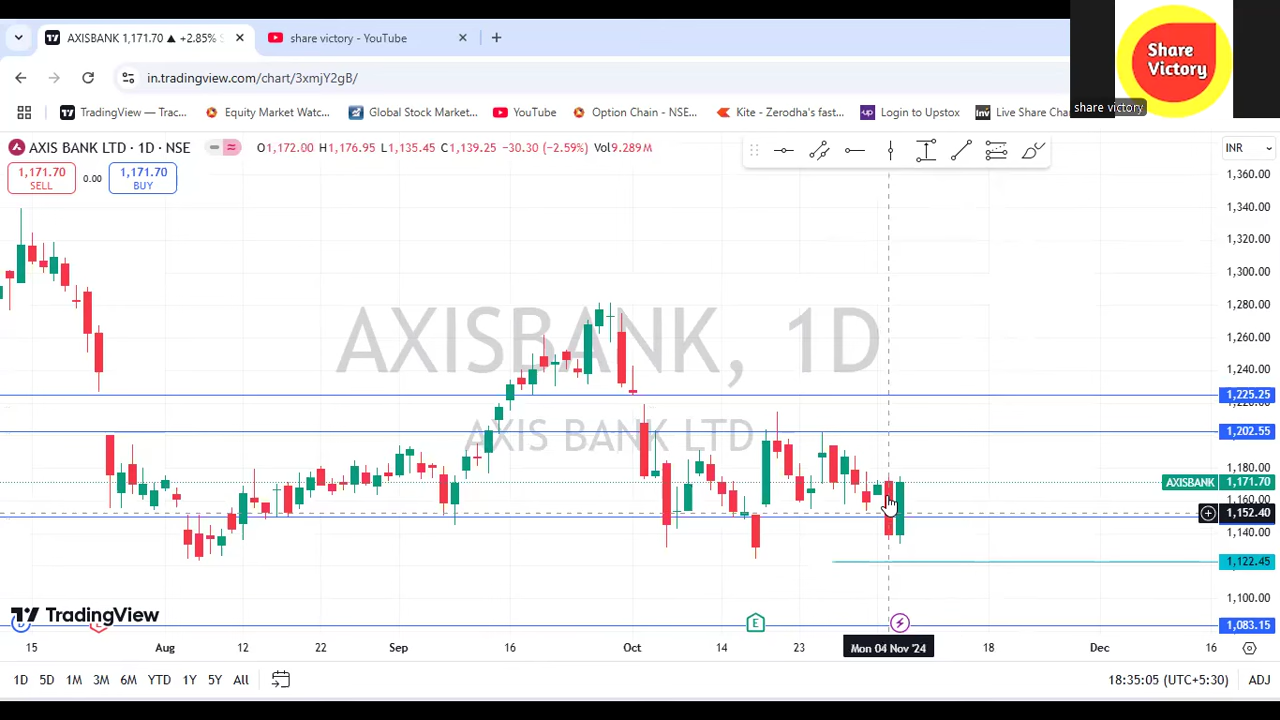 AXISBANK 1,171.70 ▲ +2.85%
share victory - YouTube
in.tradingview.com/chart/3xmjY2gB/
TradingView — Trac...
Equity Market Watc...
Global Stock Market...
YouTube
Option Chain - NSE...
Kite - Zerodha's fast...
Login to Upstox
Live Share Cha
Share
Victory
share victory
AXIS BANK LTD · 1D · NSE
O1,172.00 H1,176.95 L1,135.45 C1,139.25 −30.30 (−2.59%) Vol9.289M
INR
1,171.70
SELL
0.00
1,171.70
BUY
1,360.00
1,340.00
1,320.00
1,300.00
1,280.00
1,260.00
1,240.00
1,225.25
1,202.55
1,180.00
AXISBANK 1,171.70
1,160.00
1,152.40
1,140.00
1,122.45
1,100.00
1,083.15
AXISBANK, 1D
AXIS BANK LTD
TradingView
E
15
Aug
12
22
Sep
16
Oct
14
23
Mon 04 Nov '24
18
Dec
16
1D 5D 1M 3M 6M YTD 1Y 5Y All
18:35:05 (UTC+5:30)
ADJ